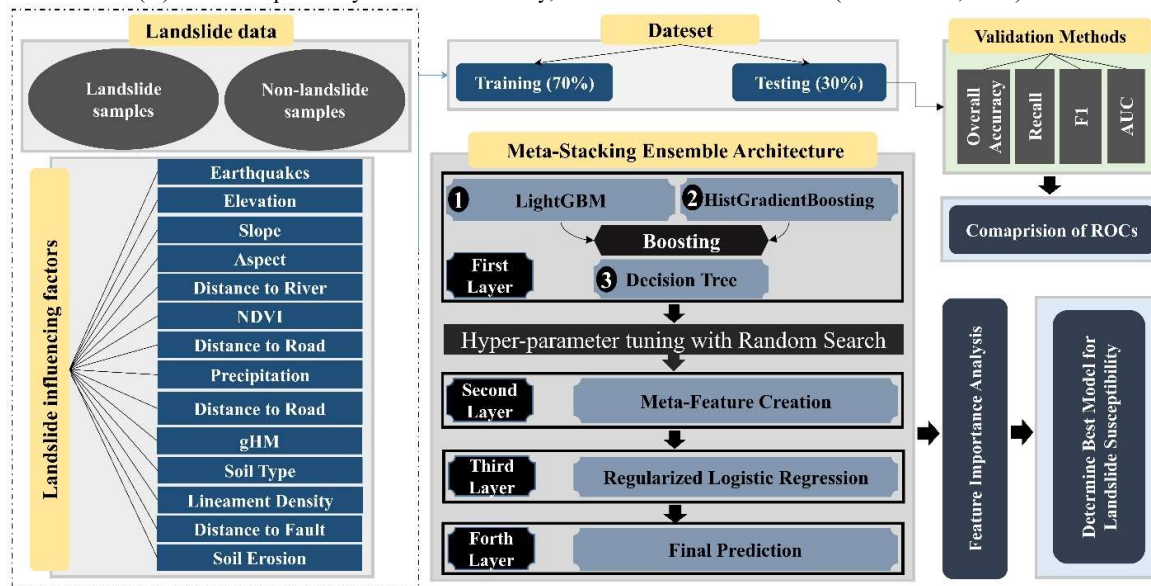 Landslide data
Landslide
samples
Non-landslide
samples
Landslide influencing factors
Earthquakes
Elevation
Slope
Aspect
Distance to River
NDVI
Distance to Road
Precipitation
Distance to Road
gHM
Soil Type
Lineament Density
Distance to Fault
Soil Erosion
Dateset
Training (70%)
Testing (30%)
Validation Methods
Overall
Accuracy
Recall
F1
AUC
Comaprision of ROCs
Meta-Stacking Ensemble Architecture
1
LightGBM
2
HistGradientBoosting
Boosting
First
Layer
3
Decision Tree
Hyper-parameter tuning with Random Search
Second
Layer
Meta-Feature Creation
Third
Layer
Regularized Logistic Regression
Forth
Layer
Final Prediction
Feature Importance Analysis
Determine Best Model for
Landslide Susceptibility